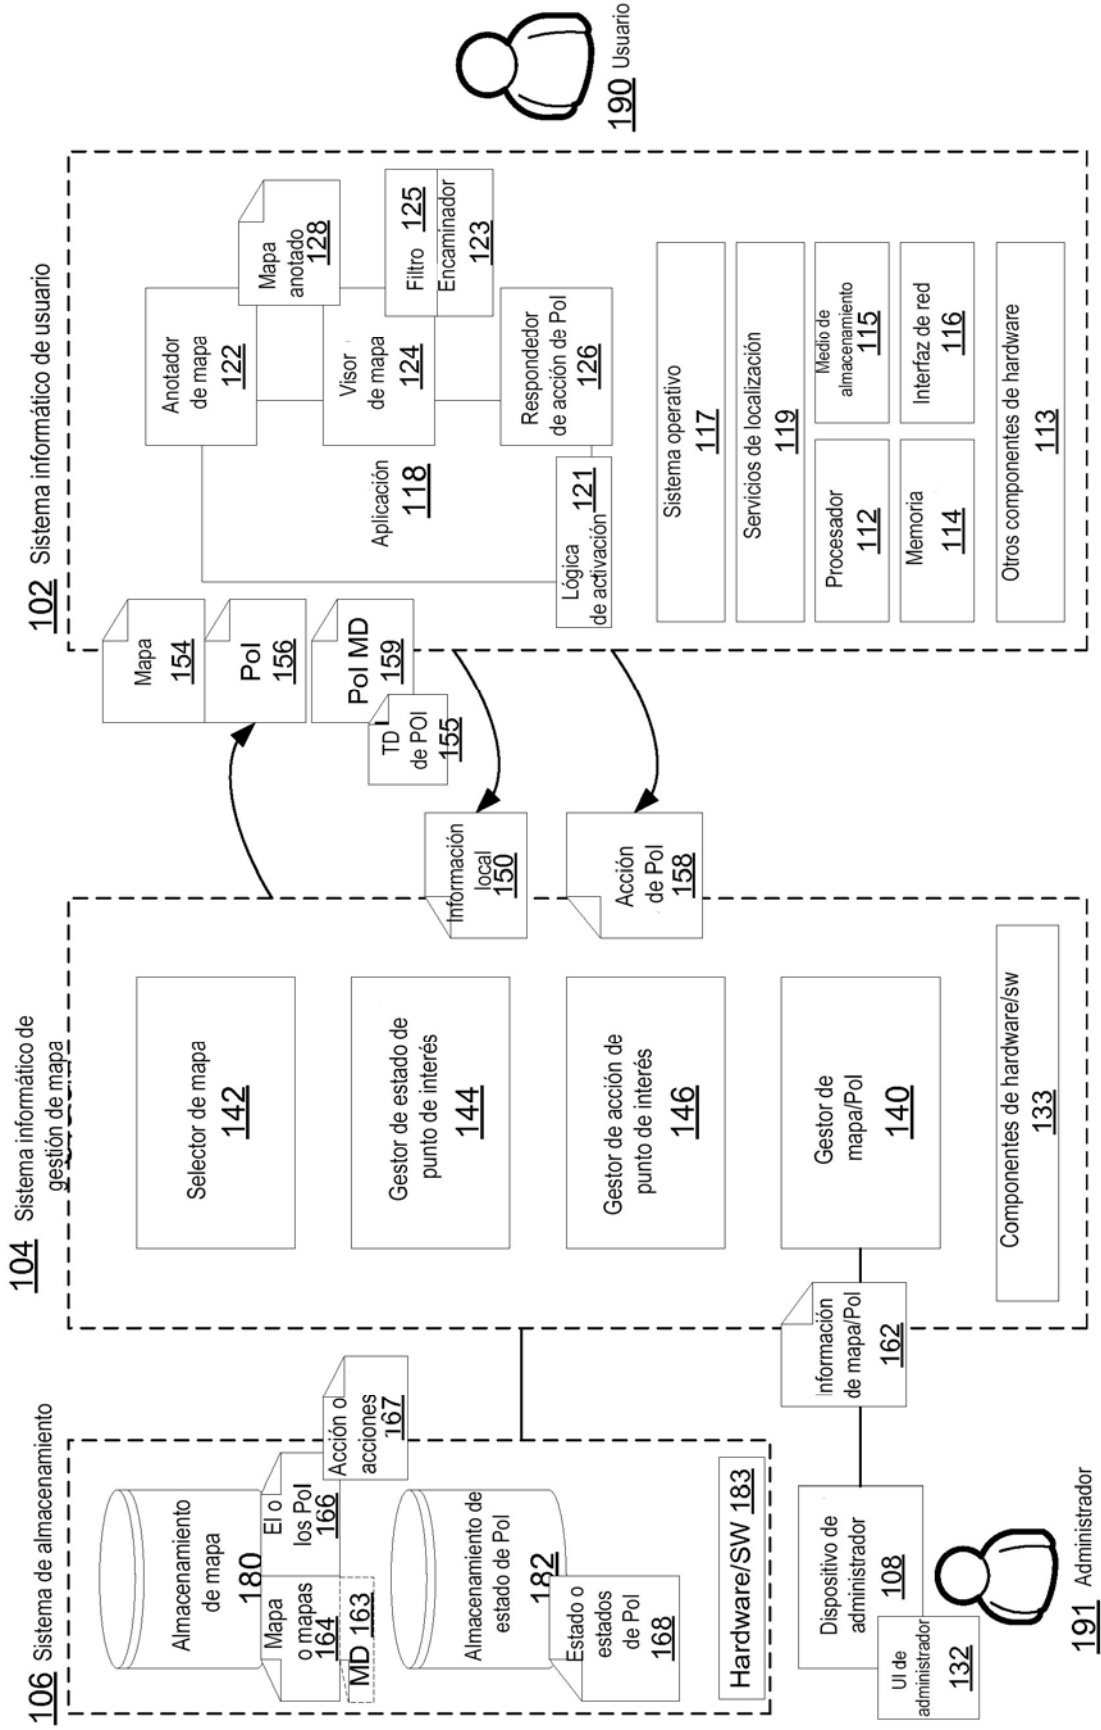 106 Sistema de almacenamiento
Almacenamiento
de mapa
180
El o
los PoI
166
Acción o
acciones
167
Mapa
o mapas
164
MD 163
Almacenamiento de
estado de PoI
182
Estado o
estados
de PoI
168
Hardware/SW 183
Dispositivo de
administrador
108
UI de
administrador
132
191 Administrador
104 Sistema informático de
gestión de mapa
Selector de mapa
142
Gestor de estado de
punto de interés
144
Gestor de acción de
punto de interés
146
Gestor de
mapa/PoI
140
Información
de mapa/PoI
162
Componentes de hardware/sw
133
Información
local
150
Acción
de PoI
158
102 Sistema informático de usuario
Mapa
154
PoI
156
PoI MD
159
TD
de POI
155
Anotador
de mapa
122
Mapa
anotado
128
Visor
de mapa
124
Filtro 125
Encaminador
123
Aplicación
118
Respondedor
de acción de PoI
126
Lógica
de activación
121
Sistema operativo
117
Servicios de localización
119
Procesador
112
Medio de
almacenamiento
115
Memoria
114
Interfaz de red
116
Otros componentes de hardware
113
190 Usuario